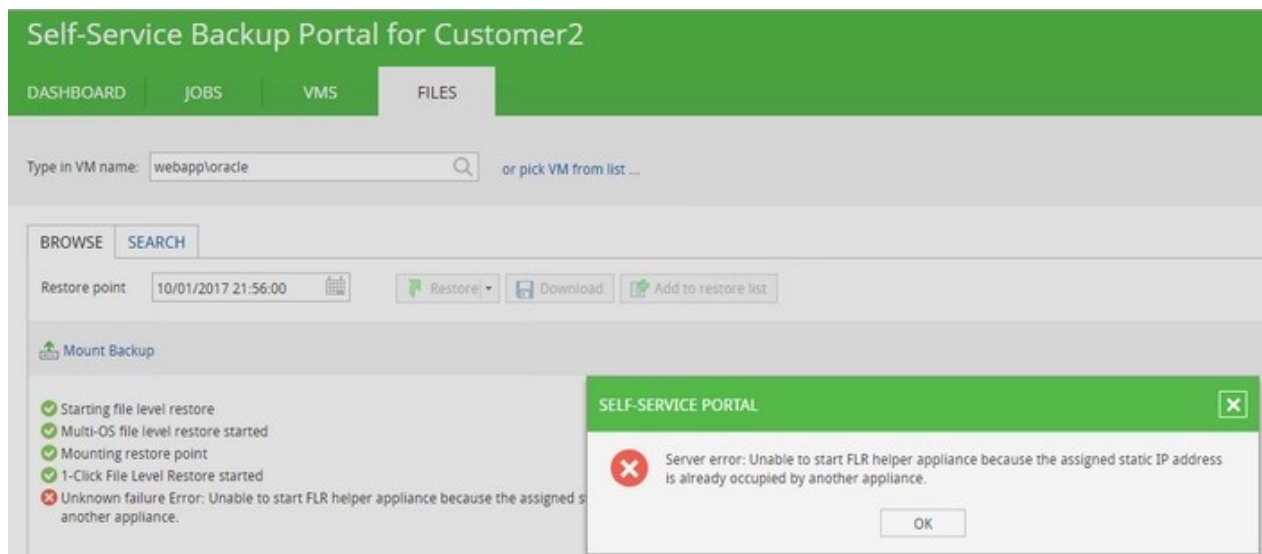 Self-Service Backup Portal for Customer2
DASHBOARD JOBS VMS FILES
Type in VM name: webapp\oracle or pick VM from list ...
BROWSE SEARCH
Restore point 10/01/2017 21:56:00 Restore Download Add to restore list
Mount Backup
Starting file level restore
Multi-OS file level restore started
Mounting restore point
1-Click File Level Restore started
Unknown failure Error: Unable to start FLR helper appliance because the assigned
another appliance.
SELF-SERVICE PORTAL
Server error: Unable to start FLR helper appliance because the assigned static IP address
is already occupied by another appliance.
OK